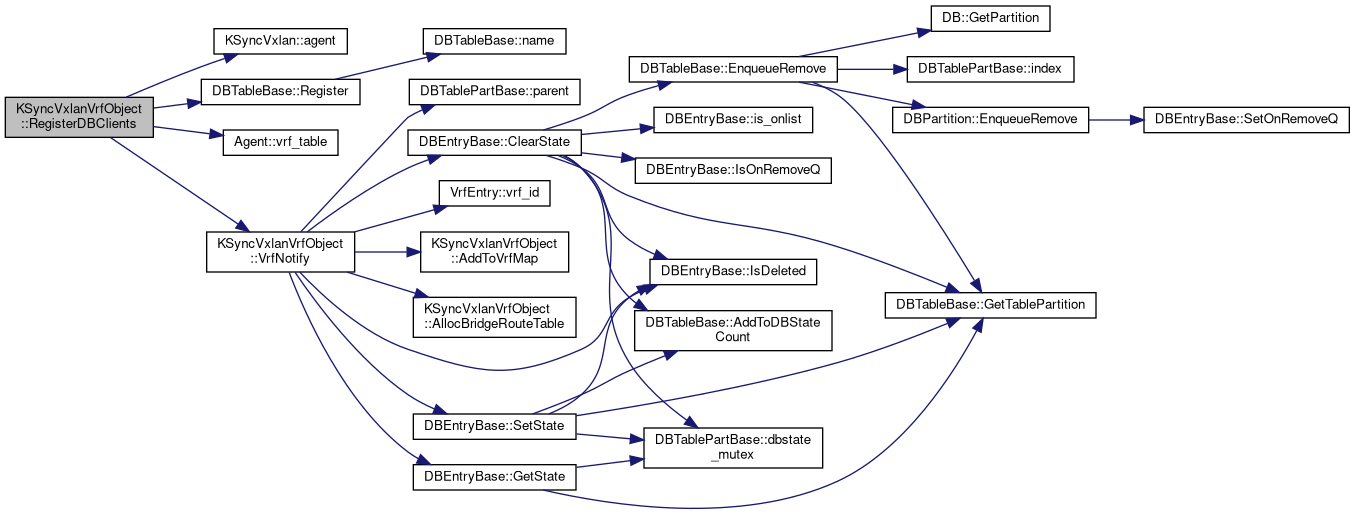 KSyncVxlanVrfObject
::RegisterDBClients
KSyncVxlan::agent
DBTableBase::Register
Agent::vrf_table
KSyncVxlanVrfObject
::VrfNotify
DBTableBase::name
DBTablePartBase::parent
DBEntryBase::ClearState
VrfEntry::vrf_id
KSyncVxlanVrfObject
::AddToVrfMap
KSyncVxlanVrfObject
::AllocBridgeRouteTable
DBEntryBase::SetState
DBEntryBase::GetState
DBTableBase::EnqueueRemove
DBEntryBase::is_onlist
DBEntryBase::IsOnRemoveQ
DBEntryBase::IsDeleted
DBTableBase::AddToDBState
Count
DBTablePartBase::dbstate
_mutex
DB::GetPartition
DBTablePartBase::index
DBPartition::EnqueueRemove
DBTableBase::GetTablePartition
DBEntryBase::SetOnRemoveQ